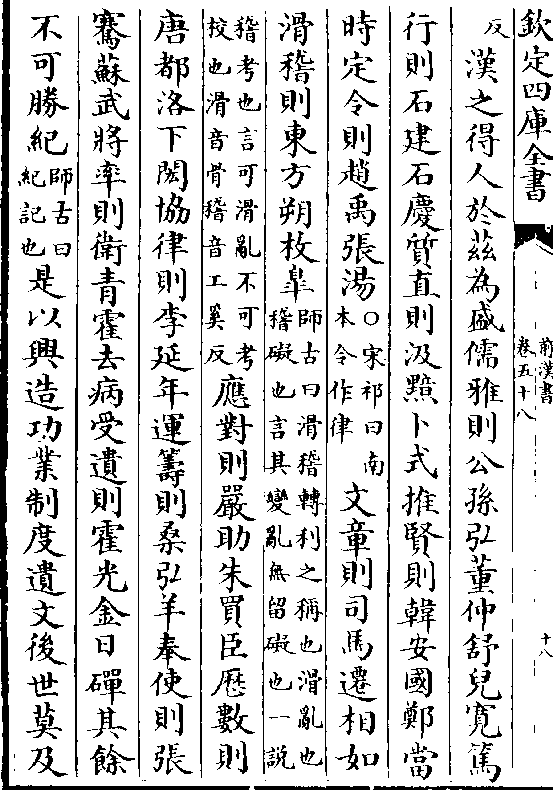 欽定四庫全書
前漢書
卷五十八
十八
反
漢之得人於兹為盛儒雅則公孫弘董仲舒兒寛篤
行則石建石慶質直則汲黯卜式推賢則韓安國鄭當
時定令則趙禹張湯
○宋祁曰南
本令作律
文章則司馬遷相如
滑稽則東方朔枚臯
師古曰滑稽轉利之稱也滑亂也
稽礙也言其變亂無留礙也一說
稽考也言可滑亂不可考
校也滑音骨稽音工奚反
應對則嚴助朱買臣厯數則
唐都洛下閎協律則李延年運籌則桑弘羊奉使則張
騫蘇武將率則衛青霍去病受遺則霍光金日磾其餘
不可勝紀
師古曰
紀記也
是以興造功業制度遺文後世莫及